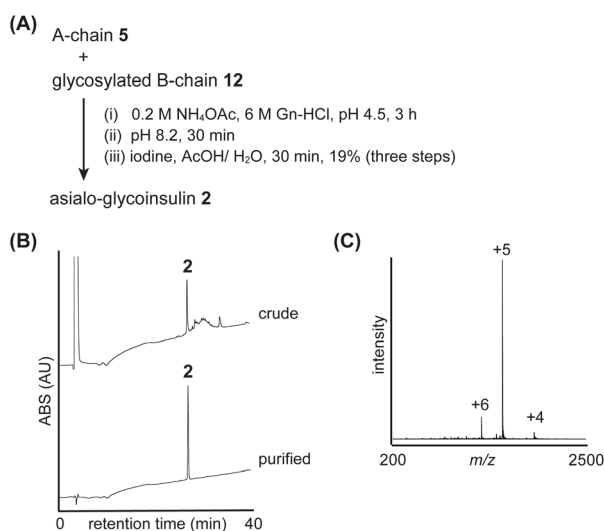 (A)
A-chain 5
+
glycosylated B-chain 12
(i) 0.2 M NH₄OAc, 6 M Gn-HCl, pH 4.5, 3 h
(ii) pH 8.2, 30 min
(iii) iodine, AcOH/ H₂O, 30 min, 19% (three steps)
asialo-glycoinsulin 2
(B)
2
crude
2
purified
ABS (AU)
0 retention time (min) 40
(C)
+5
+6
+4
intensity
200 m/z 2500